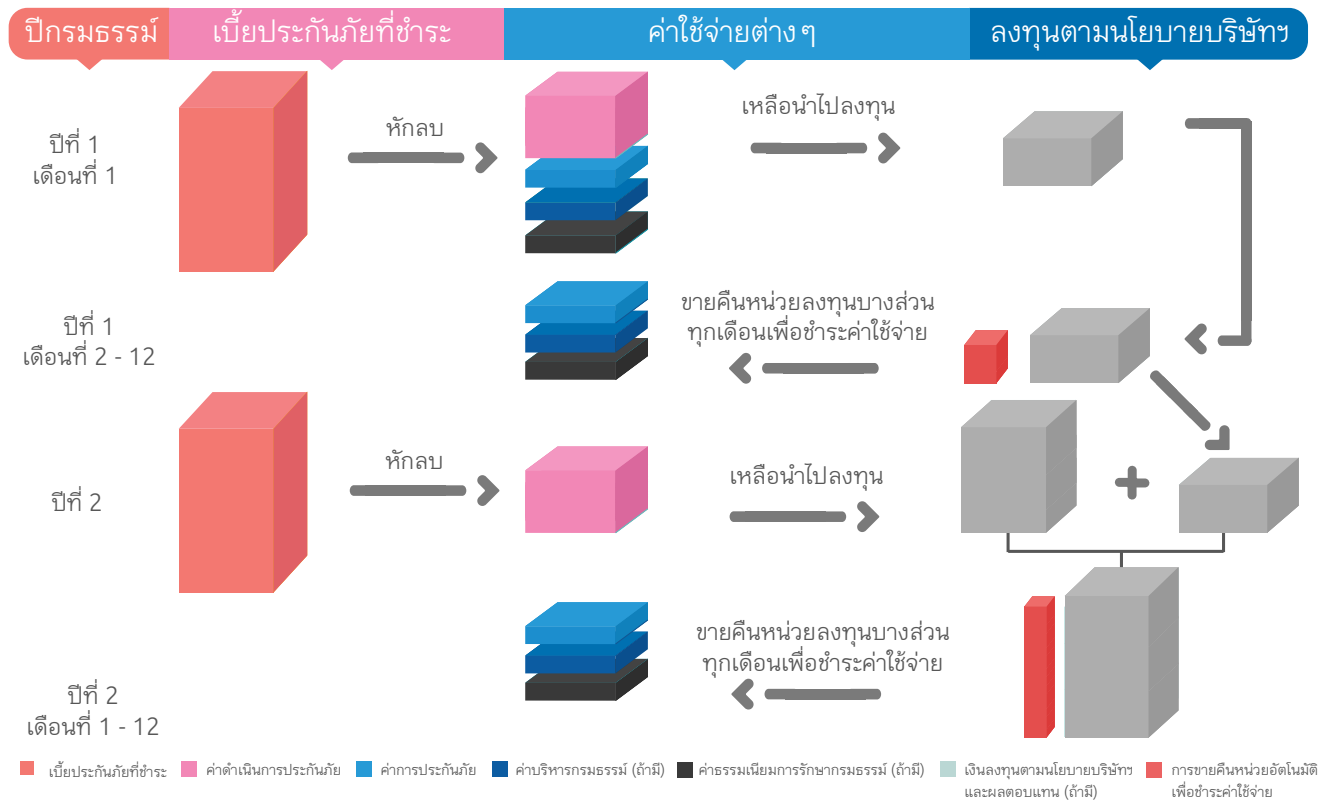 ปีกรมธรรม์ เบี้ยประกันภัยที่ชำระ ค่าใช้จ่ายต่าง ๆ ลงทุนตามนโยบายบริษัทฯ
ปีที่ 1
เดือนที่ 1
หักลบ
เหลือนำไปลงทุน
ปีที่ 1
เดือนที่ 2 - 12
ขายคืนหน่วยลงทุนบางส่วน
ทุกเดือนเพื่อชำระค่าใช้จ่าย
ปีที่ 2
หักลบ
เหลือนำไปลงทุน
ปีที่ 2
เดือนที่ 1 - 12
ขายคืนหน่วยลงทุนบางส่วน
ทุกเดือนเพื่อชำระค่าใช้จ่าย
เบี้ยประกันภัยที่ชำระ
ค่าดำเนินการประกันภัย
ค่าการประกันภัย
ค่าบริหารกรมธรรม์ (ถ้ามี)
ค่าธรรมเนียมการรักษากรมธรรม์ (ถ้ามี)
เงินลงทุนตามนโยบายบริษัทฯ
และผลตอบแทน (ถ้ามี)
การขายคืนหน่วยอัตโนมัติ
เพื่อชำระค่าใช้จ่าย